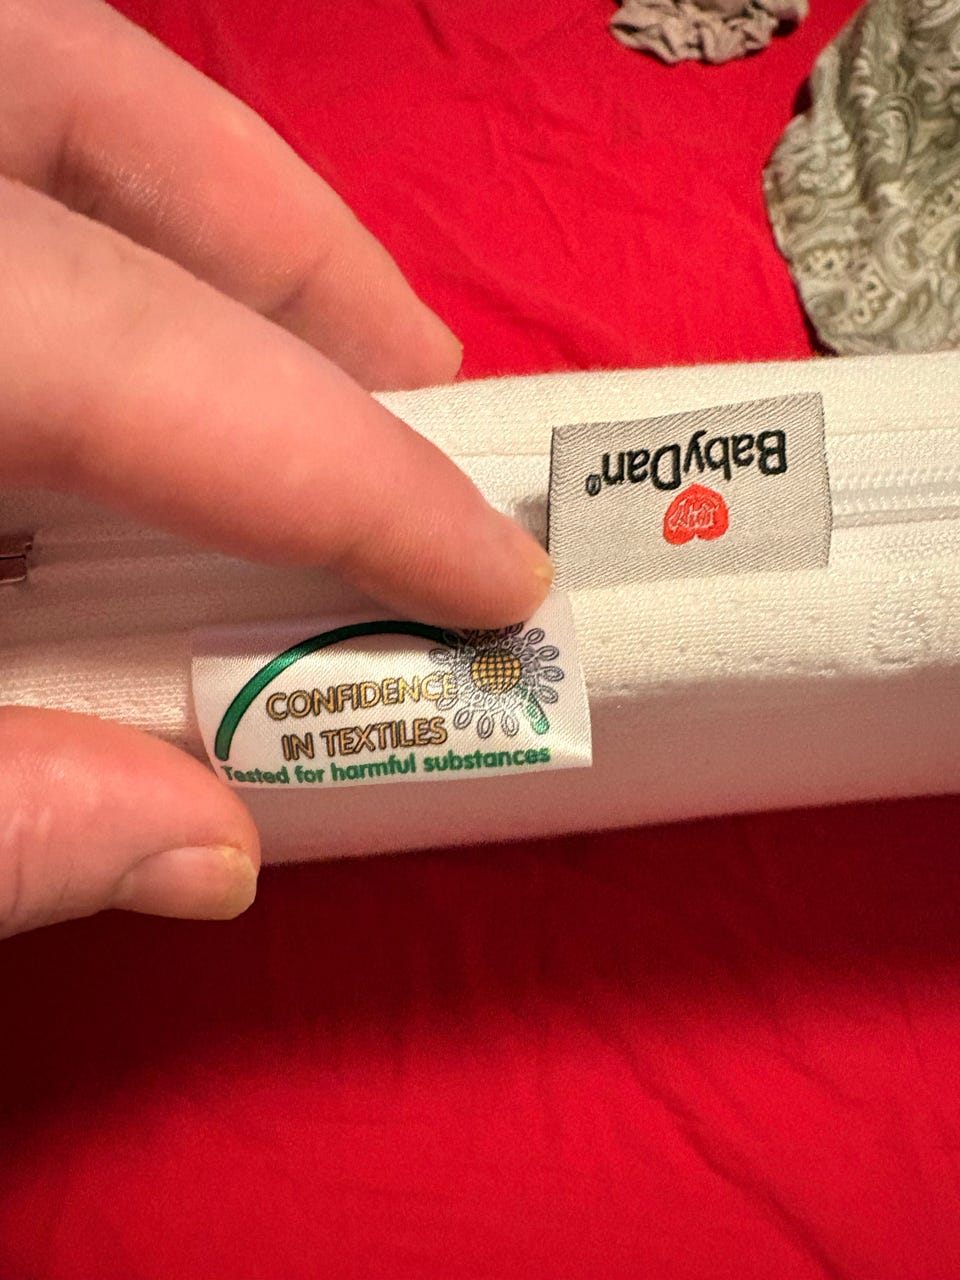 BabyDan®
CONFIDENCE
IN TEXTILES
Tested for harmful substances